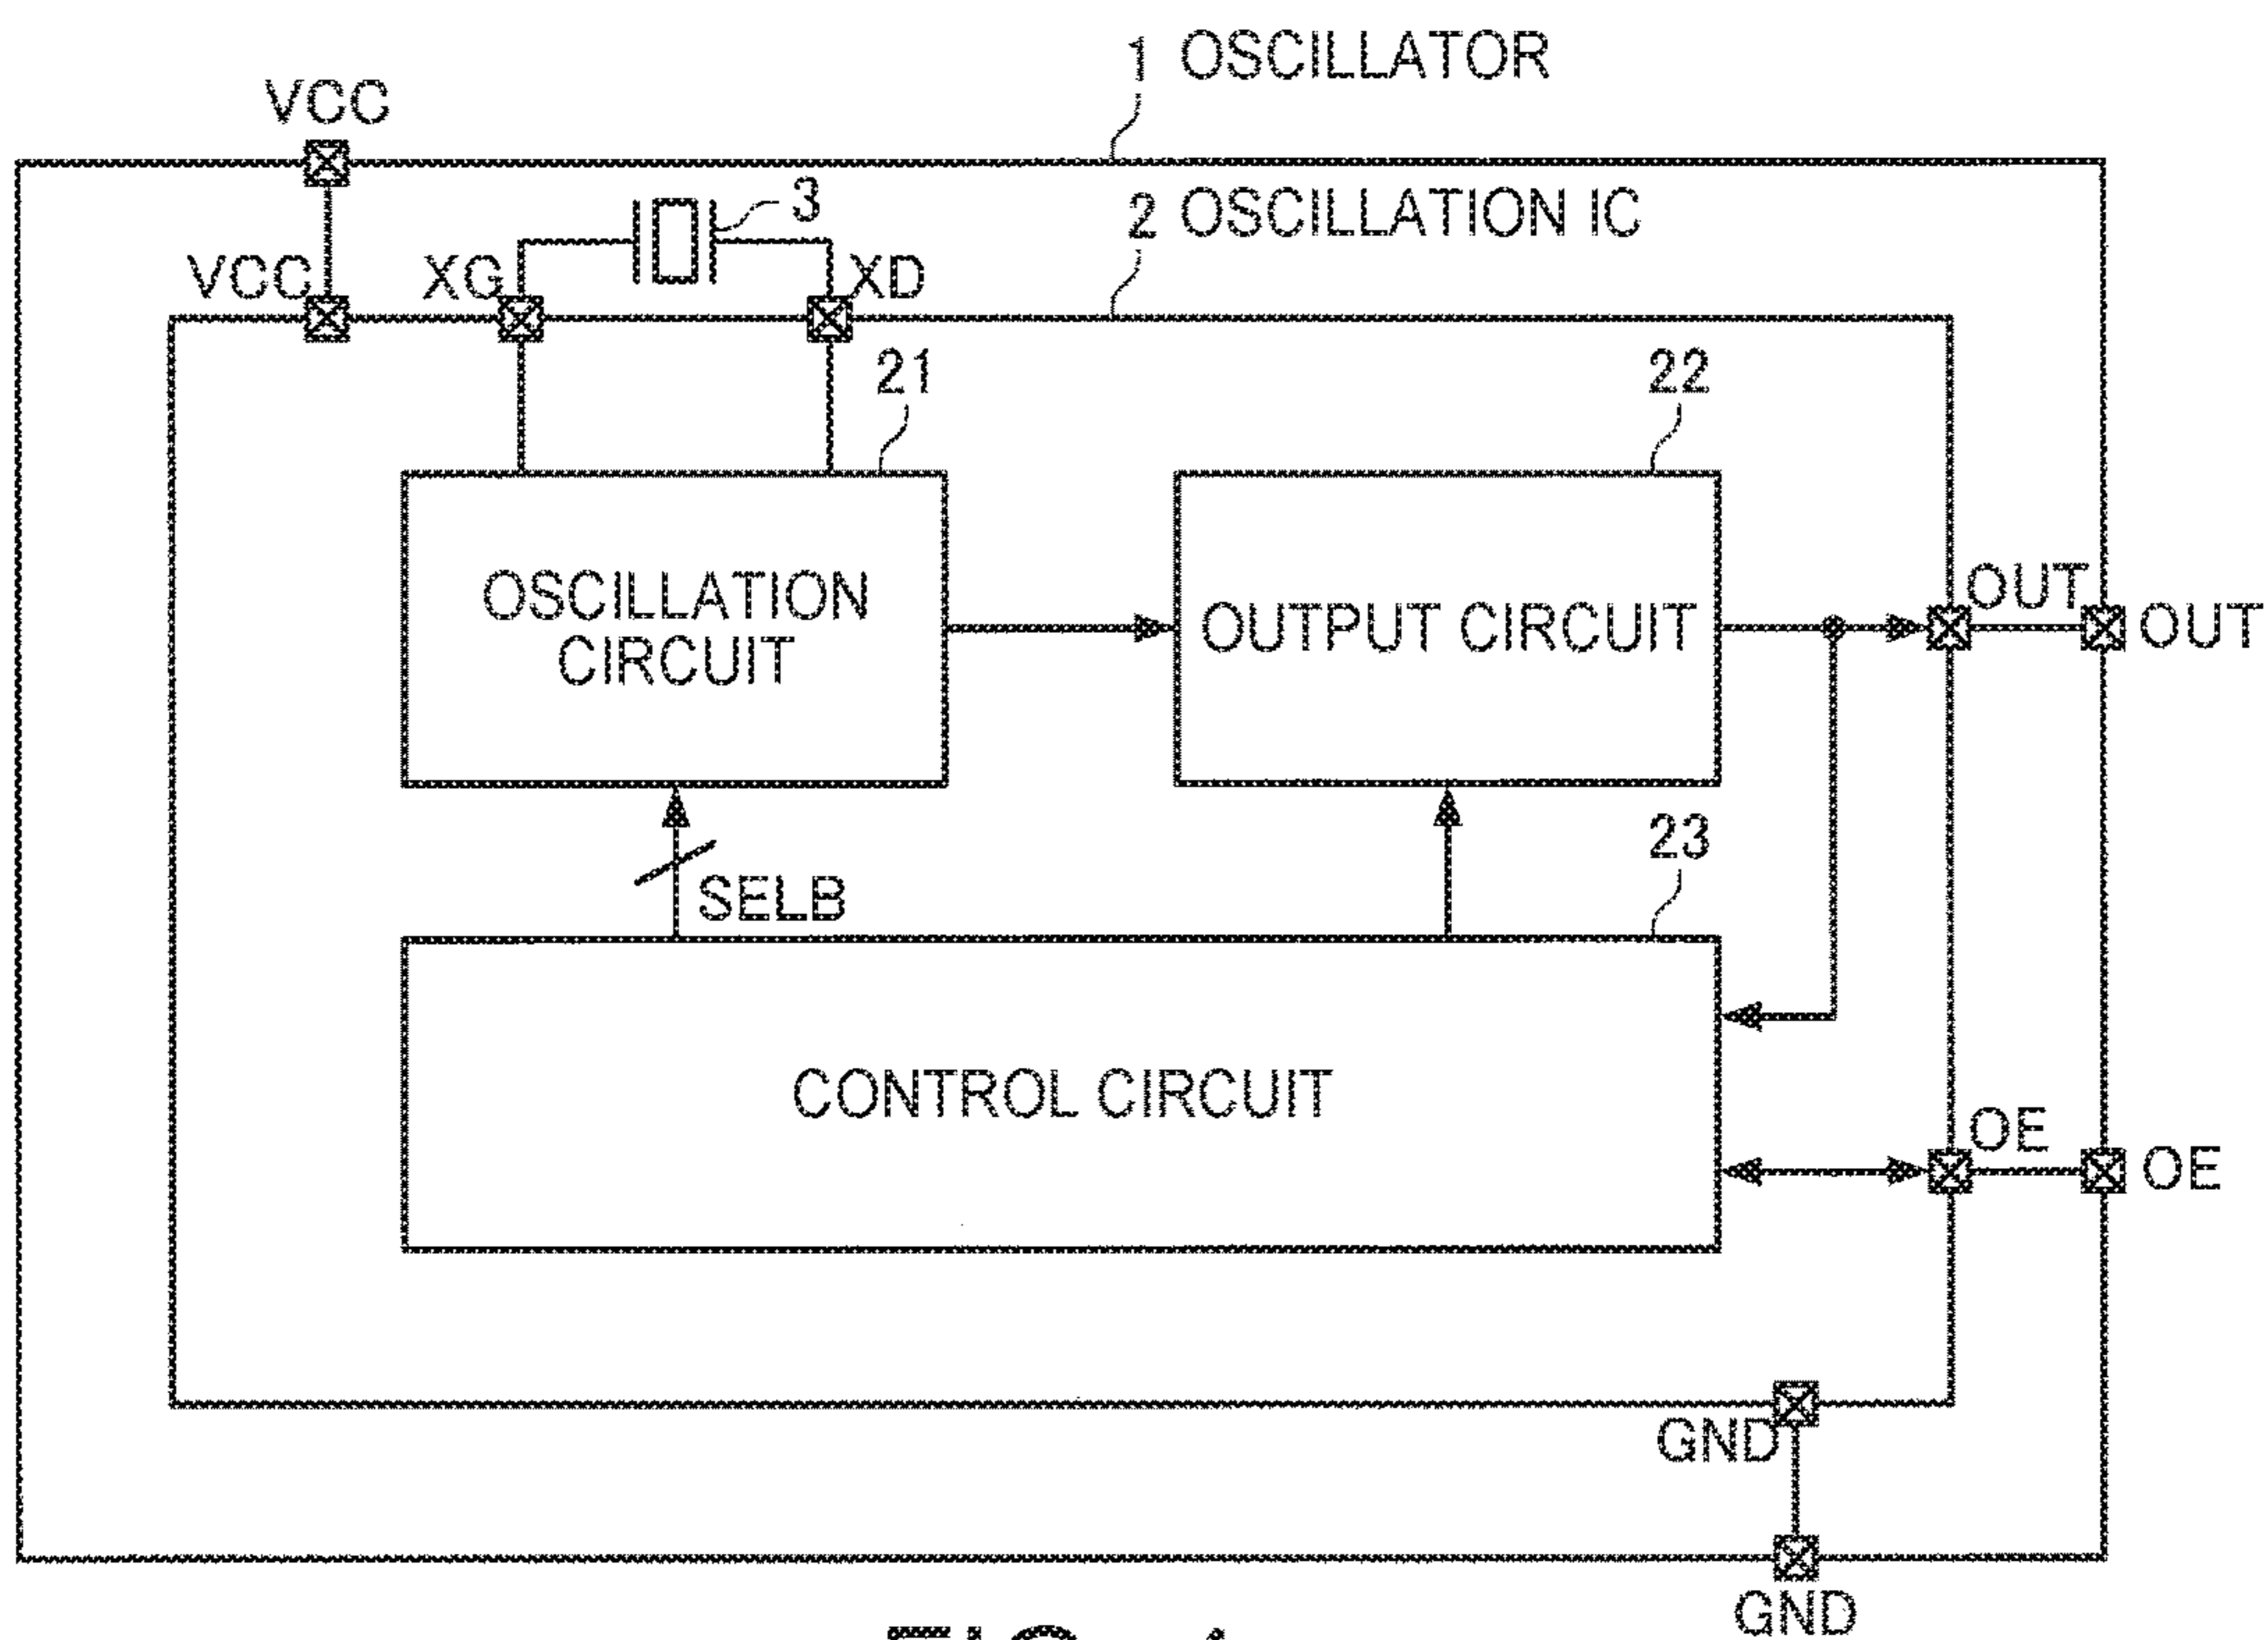 1 OSCILLATOR
VCC
3
2 OSCILLATION IC
VCC
XG
XD
21
22
OSCILLATION
CIRCUIT
OUTPUT CIRCUIT
OUT
OUT
SELB
23
CONTROL CIRCUIT
OE
OE
GND
GND